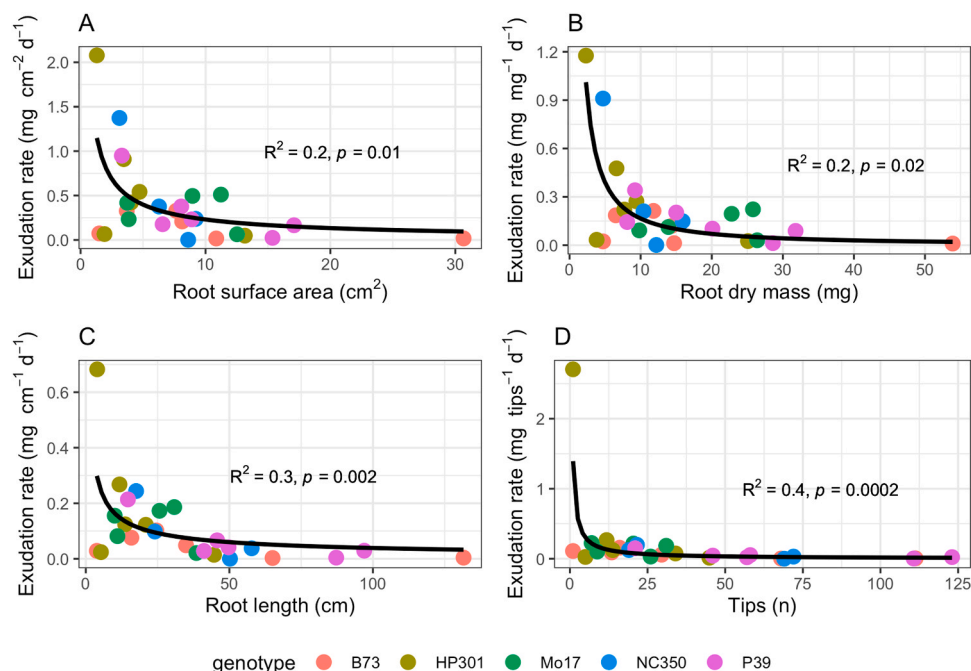 A
Exudation rate (mg cm⁻² d⁻¹)
2.0
1.5
1.0
0.5
0.0
R² = 0.2, p = 0.01
0
10
20
30
Root surface area (cm²)
B
Exudation rate (mg mg⁻¹ d⁻¹)
1.2
0.9
0.6
0.3
0.0
R² = 0.2, p = 0.02
0
10
20
30
40
50
Root dry mass (mg)
C
Exudation rate (mg cm⁻¹ d⁻¹)
0.6
0.4
0.2
0.0
R² = 0.3, p = 0.002
0
50
100
Root length (cm)
D
Exudation rate (mg tips⁻¹ d⁻¹)
2
1
0
R² = 0.4, p = 0.0002
0
25
50
75
100
125
Tips (n)
genotype B73 HP301 Mo17 NC350 P39